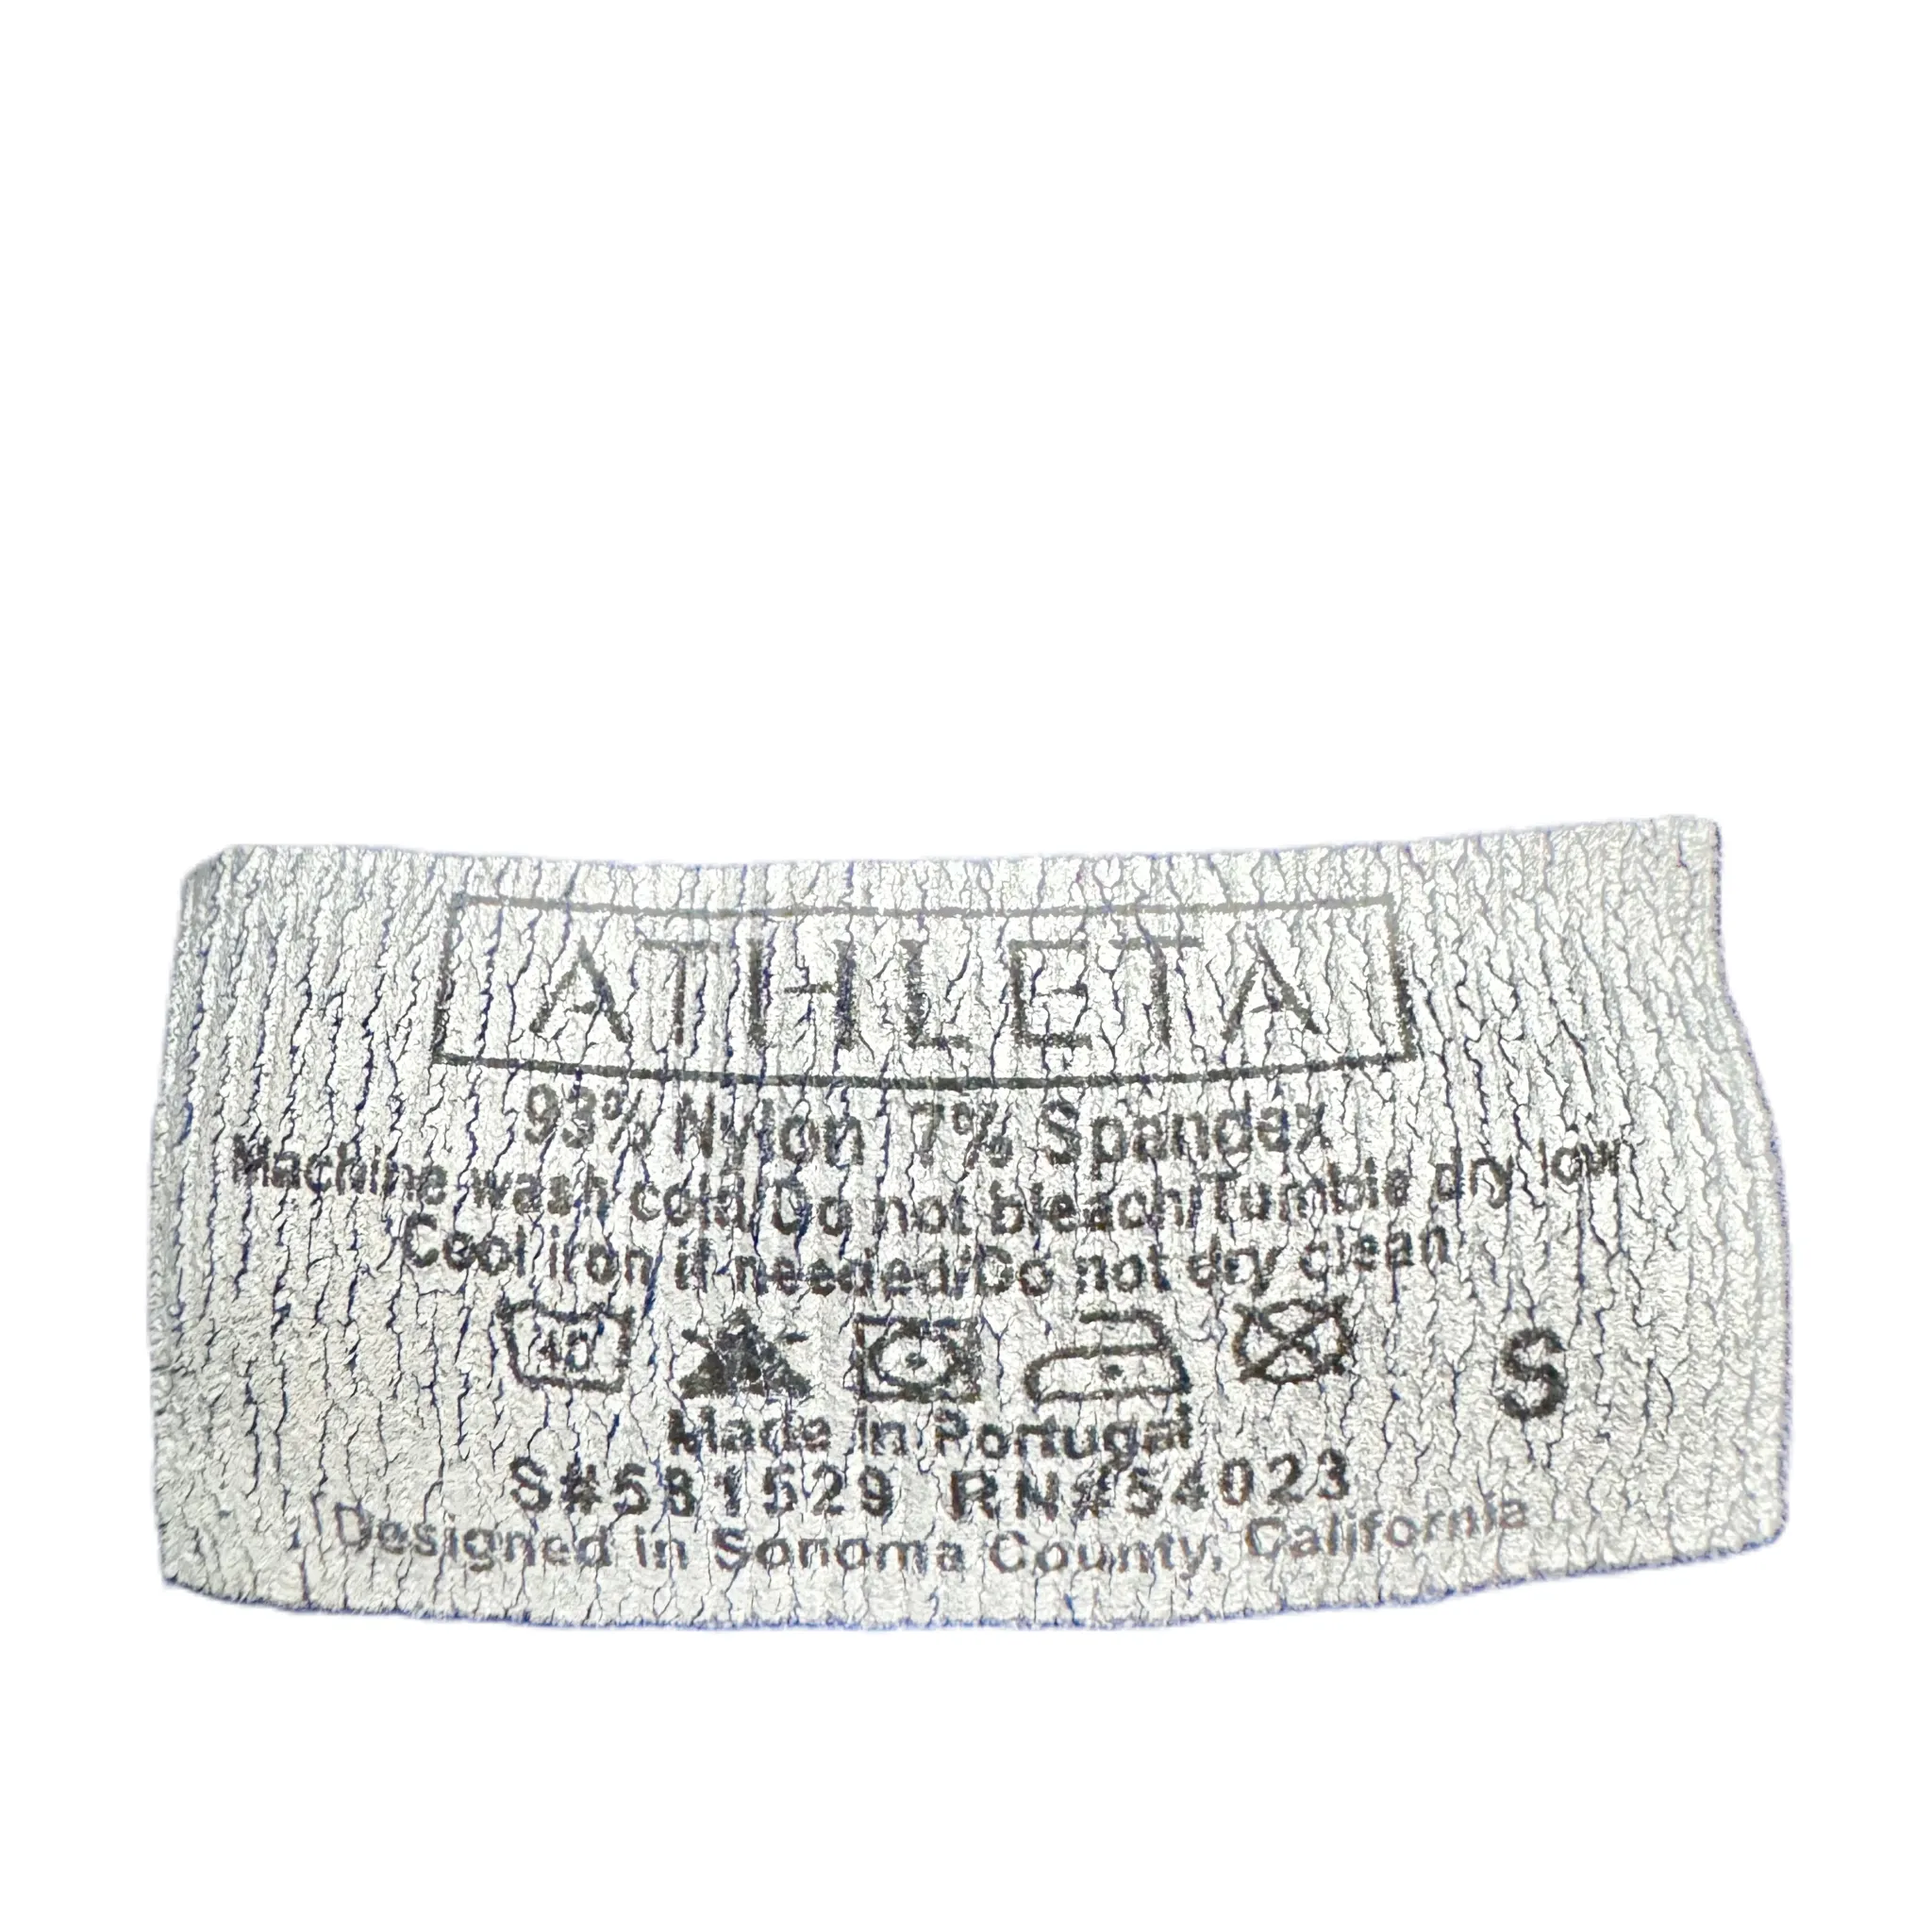 ATHLETA
93% Nylon 7% Spandex
Machine wash cold/Do not bleach/Tumble dry low
Cool iron if needed/Do not dry clean
40
S
Made in Portugal
S#581529 RN#54023
Designed in Sonoma County, California